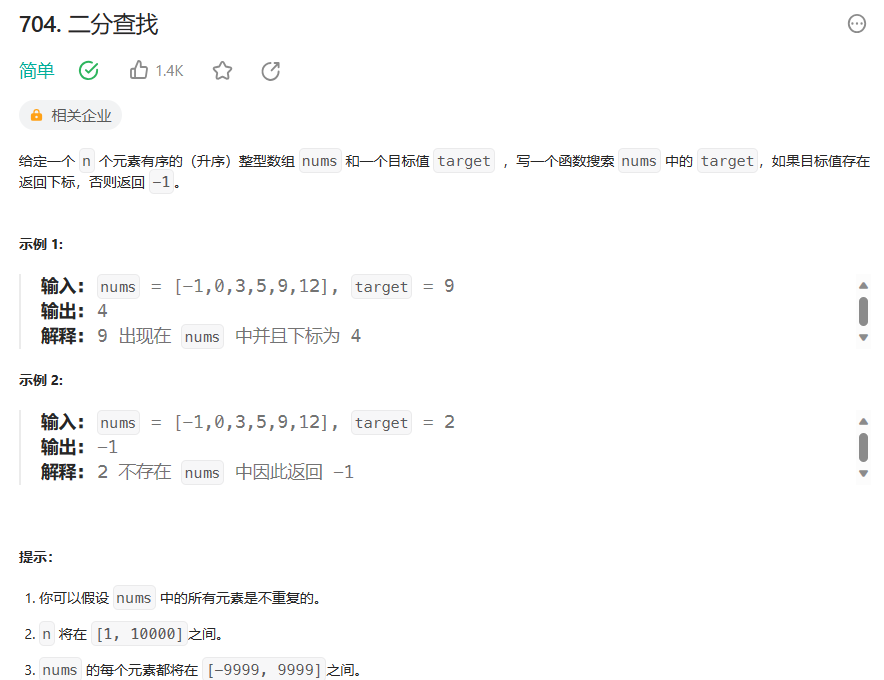 704. 二分查找
简单 1.4K
相关企业
给定一个 n 个元素有序的（升序）整型数组 nums 和一个目标值 target ，写一个函数搜索 nums 中的 target，如果目标值存在
返回下标，否则返回 -1。
示例 1:
输入: nums = [-1,0,3,5,9,12], target = 9
输出: 4
解释: 9 出现在 nums 中并且下标为 4
示例 2:
输入: nums = [-1,0,3,5,9,12], target = 2
输出: -1
解释: 2 不存在 nums 中因此返回 -1
提示：
1. 你可以假设 nums 中的所有元素是不重复的。
2. n 将在 [1, 10000]之间。
3. nums 的每个元素都将在 [-9999, 9999]之间。